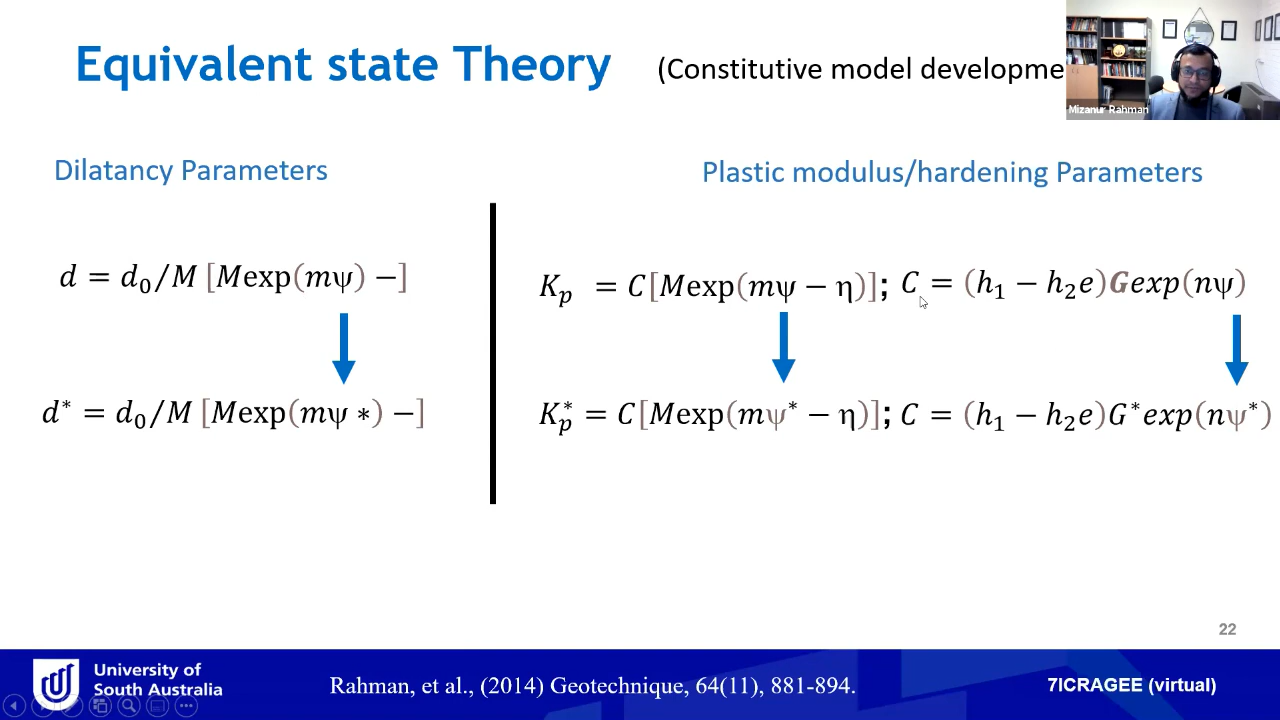 Equivalent state Theory (Constitutive model developme
Mizanur Rahman
Dilatancy Parameters
Plastic modulus/hardening Parameters
d = d₀/M [Mexp(mψ) −]
K_p = C[Mexp(mψ − η)]; C = (h₁ − h₂e)Gexp(nψ)
d* = d₀/M [Mexp(mψ *) −]
K_p* = C[Mexp(mψ* − η)]; C = (h₁ − h₂e)G*exp(nψ*)
22
University of
South Australia
Rahman, et al., (2014) Geotechnique, 64(11), 881-894.
7ICRAGEE (virtual)